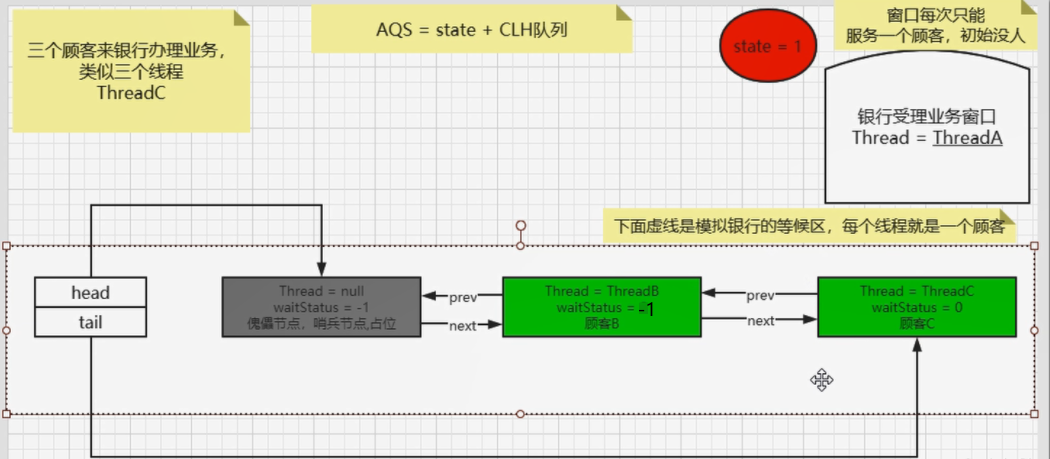 三个顾客来银行办理业务，
类似三个线程
ThreadC
AQS = state + CLH队列
state = 1
窗口每次只能
服务一个顾客，初始没人
银行受理业务窗口
Thread = ThreadA
下面虚线是模拟银行的等候区，每个线程就是一个顾客
head
tail
Thread = null
waitStatus = -1
傀儡节点，哨兵节点,占位
prev
next
Thread = ThreadB
waitStatus = -1
顾客B
prev
next
Thread = ThreadC
waitStatus = 0
顾客C